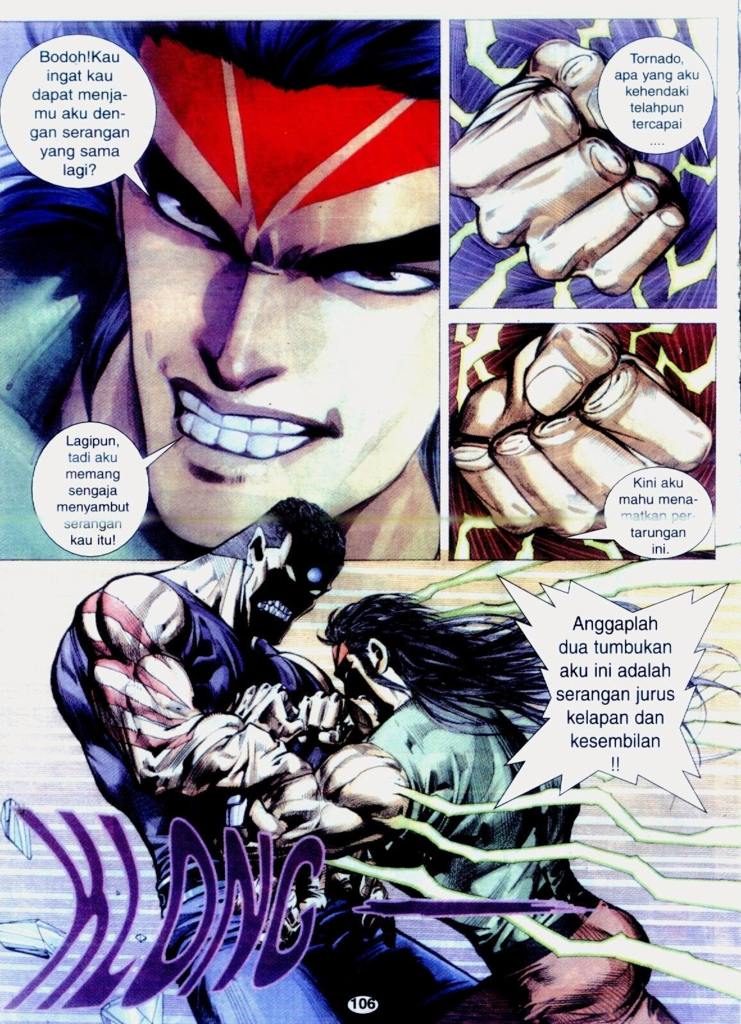 Bodoh!Kau
ingat kau
dapat menja-
mu aku den-
gan serangan
yang sama
lagi?
Lagipun,
tadi aku
memang
sengaja
menyambut
serangan
kau itu!
Tornado,
apa yang aku
kehendaki
telahpun
tercapai
....
Kini aku
mahu mena-
matkan per-
tarungan
ini.
Anggaplah
dua tumbukan
aku ini adalah
serangan jurus
kelapan dan
kesembilan
!!
KLONG
106